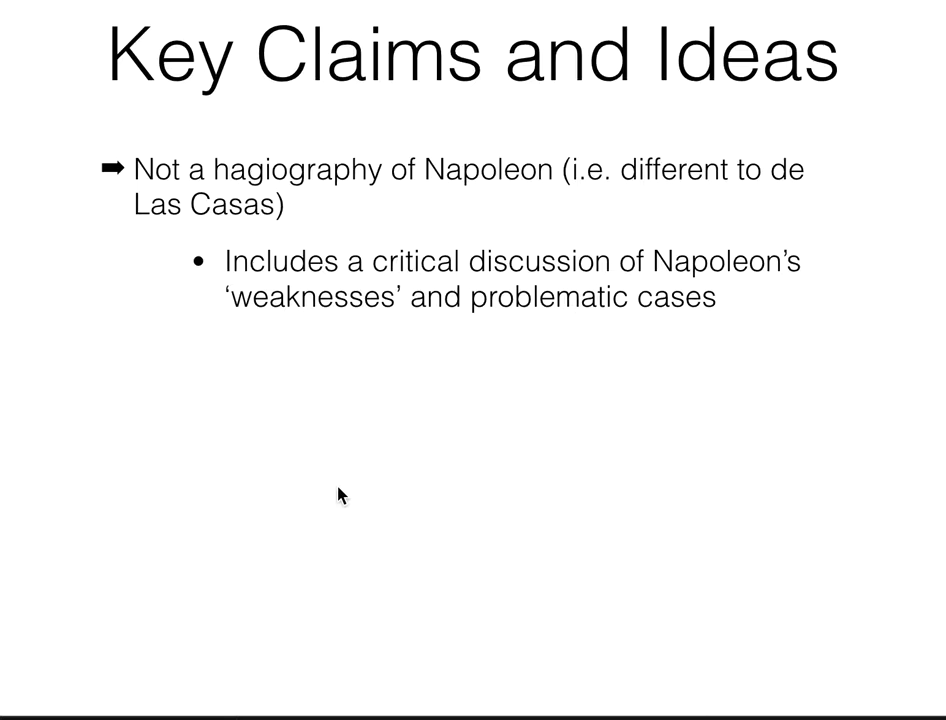 Key Claims and Ideas
➡ Not a hagiography of Napoleon (i.e. different to de
Las Casas)
• Includes a critical discussion of Napoleon’s
‘weaknesses’ and problematic cases